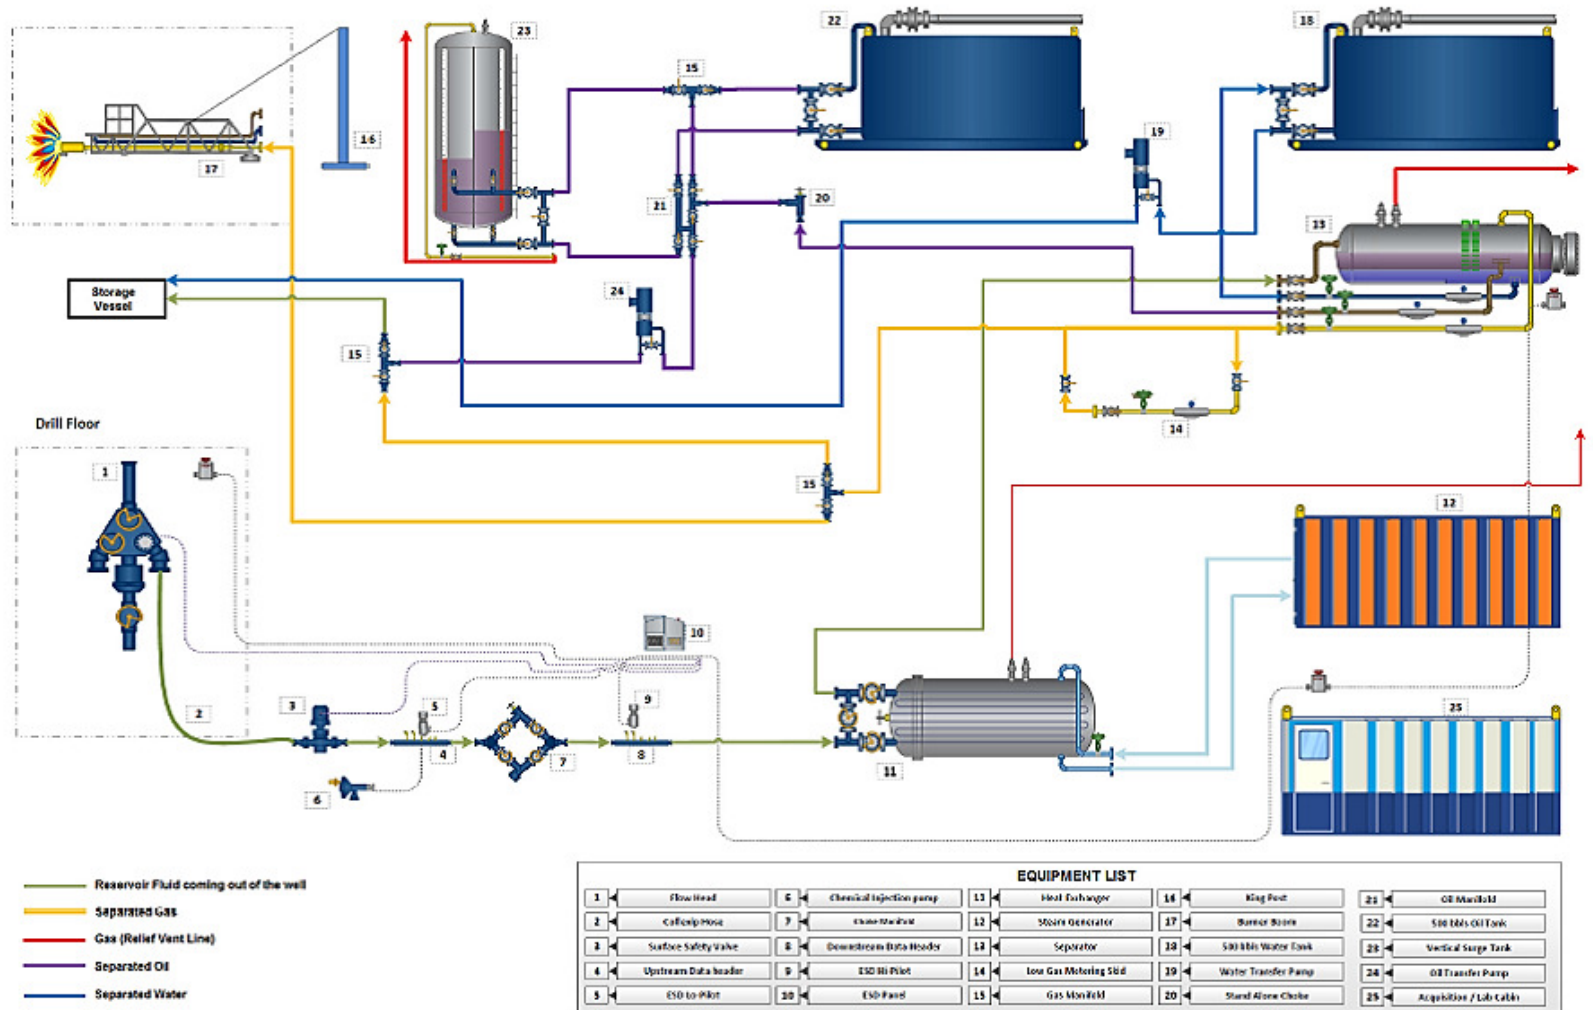 23
22
18
15
19
16
17
21
20
13
Storage
Vessel
24
15
14
Drill Floor
1
15
12
10
2
3
5
9
25
4
7
8
11
6
Reservoir Fluid coming out of the well
Separated Gas
Gas (Relief Vent Line)
Separated Oil
Separated Water
EQUIPMENT LIST
1 Flow Head
2 Coflexip Hose
3 Surface Safety Valve
4 Upstream Data header
5 ESD Lo-Pilot
6 Chemical Injection pump
7 Choke Manifold
8 Downstream Data Header
9 ESD Hi-Pilot
10 ESD Panel
Heat Exchanger
12 Steam Generator
13 Separator
14 Low Gas Metering Skid
15 Gas Manifold
King Post
17 Burner Boom
18 500 bbls Water Tank
19 Water Transfer Pump
20 Stand Alone Choke
21 Oil Manifold
22 500 bbls Oil Tank
23 Vertical Surge Tank
24 Oil Transfer Pump
25 Acquisition / Lab Cabin